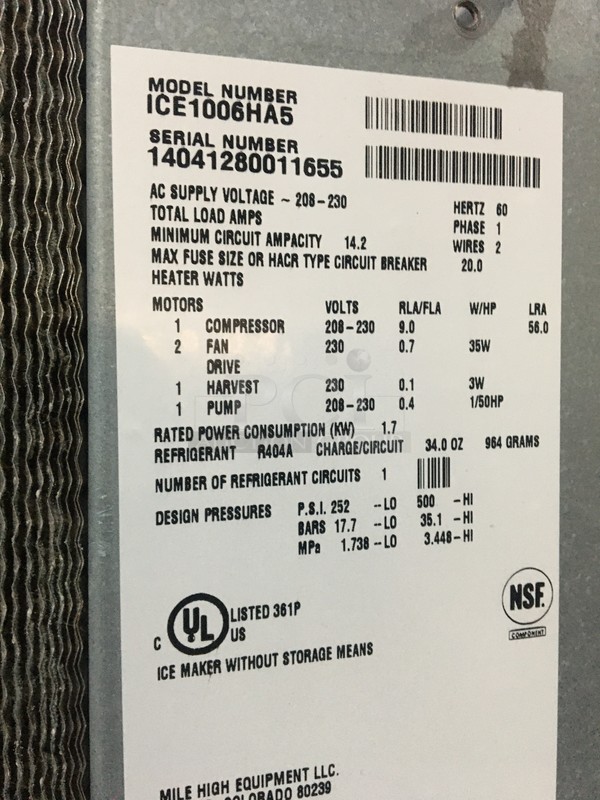 MODEL NUMBER
ICE1006HA5
SERIAL NUMBER
14041280011655
AC SUPPLY VOLTAGE ~ 208-230 HERTZ 60
TOTAL LOAD AMPS PHASE 1
MINIMUM CIRCUIT AMPACITY 14.2 WIRES 2
MAX FUSE SIZE OR HACR TYPE CIRCUIT BREAKER 20.0
HEATER WATTS
MOTORS VOLTS RLA/FLA W/HP LRA
1 COMPRESSOR 208-230 9.0 56.0
2 FAN 230 0.7 35W
DRIVE
1 HARVEST 230 0.1 3W
1 PUMP 208-230 0.4 1/50HP
RATED POWER CONSUMPTION (KW) 1.7
REFRIGERANT R404A CHARGE/CIRCUIT 34.0 OZ 964 GRAMS
NUMBER OF REFRIGERANT CIRCUITS 1
DESIGN PRESSURES P.S.I. 252 --LO 500 -HI
BARS 17.7 --LO 35.1 -HI
MPa 1.738 --LO 3.448-HI
C UL LISTED 361P
US
NSF.
COMPONENT
ICE MAKER WITHOUT STORAGE MEANS
MILE HIGH EQUIPMENT LLC.
COLORADO 80239